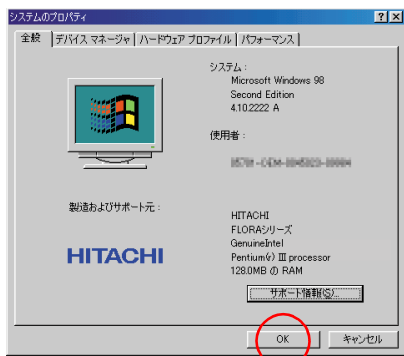 システムのプロパティ
全般 デバイス マネージャ ハードウェア プロファイル パフォーマンス
システム :
Microsoft Windows 98
Second Edition
4.10.2222 A
使用者 :
製造およびサポート元 :
HITACHI
HITACHI
FLORAシリーズ
GenuineIntel
Pentium(r) III processor
128.0MB の RAM
サポート情報(S)...
OK キャンセル